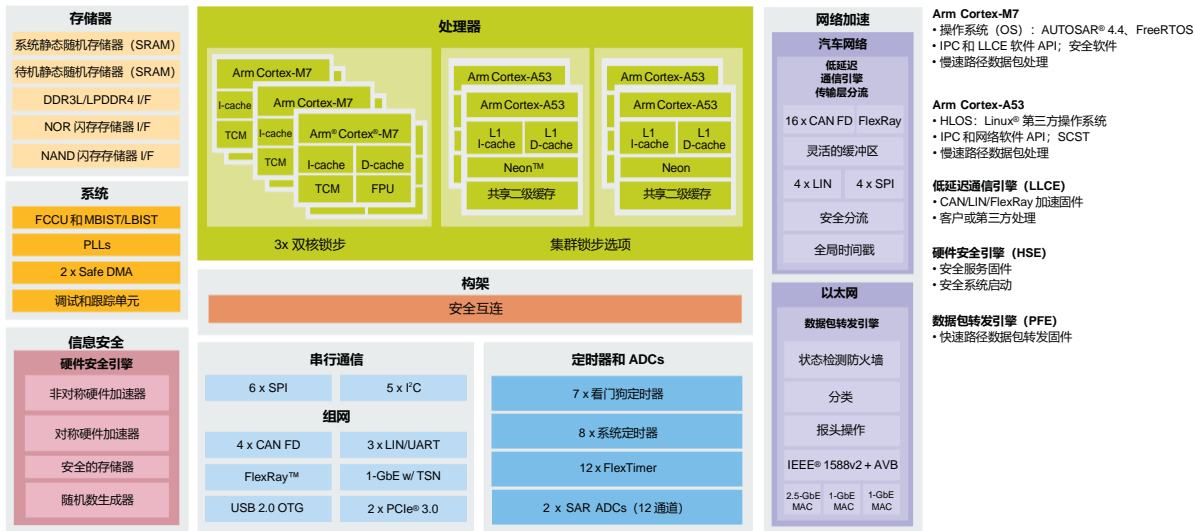 存储器
系统静态随机存储器（SRAM）
待机静态随机存储器（SRAM）
DDR3L/LPDDR4 I/F
NOR 闪存存储器 I/F
NAND 闪存存储器 I/F
系统
FCCU 和 MBIST/LBIST
PLLs
2 x Safe DMA
调试和跟踪单元
信息安全
硬件安全引擎
非对称硬件加速器
对称硬件加速器
安全的存储器
随机数生成器
处理器
Arm Cortex-M7
I-cache
TCM
Arm Cortex-M7
I-cache
TCM
Arm® Cortex®-M7
I-cache
D-cache
TCM
FPU
3x 双核锁步
Arm Cortex-A53
Arm Cortex-A53
L1
I-cache
L1
D-cache
Neon™
共享二级缓存
Arm Cortex-A53
Arm Cortex-A53
L1
I-cache
L1
D-cache
Neon
共享二级缓存
集群锁步选项
构架
安全互连
串行通信
6 x SPI
5 x I²C
组网
4 x CAN FD
3 x LIN/UART
FlexRay™
1-GbE w/ TSN
USB 2.0 OTG
2 x PCIe® 3.0
定时器和 ADCs
7 x 看门狗定时器
8 x 系统定时器
12 x FlexTimer
2 x SAR ADCs（12 通道）
网络加速
汽车网络
低延迟
通信引擎
传输层分流
16 x CAN FD
FlexRay
灵活的缓冲区
4 x LIN
4 x SPI
安全分流
全局时间戳
以太网
数据包转发引擎
状态检测防火墙
分类
报头操作
IEEE® 1588v2 + AVB
2.5-GbE
MAC
1-GbE
MAC
1-GbE
MAC
Arm Cortex-M7
• 操作系统（OS）：AUTOSAR® 4.4、FreeRTOS
• IPC 和 LLCE 软件 API；安全软件
• 慢速路径数据包处理
Arm Cortex-A53
• HLOS：Linux® 第三方操作系统
• IPC 和网络软件 API；SCST
• 慢速路径数据包处理
低延迟通信引擎（LLCE）
• CAN/LIN/FlexRay 加速固件
• 客户或第三方处理
硬件安全引擎（HSE）
• 安全服务固件
• 安全系统启动
数据包转发引擎（PFE）
• 快速路径数据包转发固件